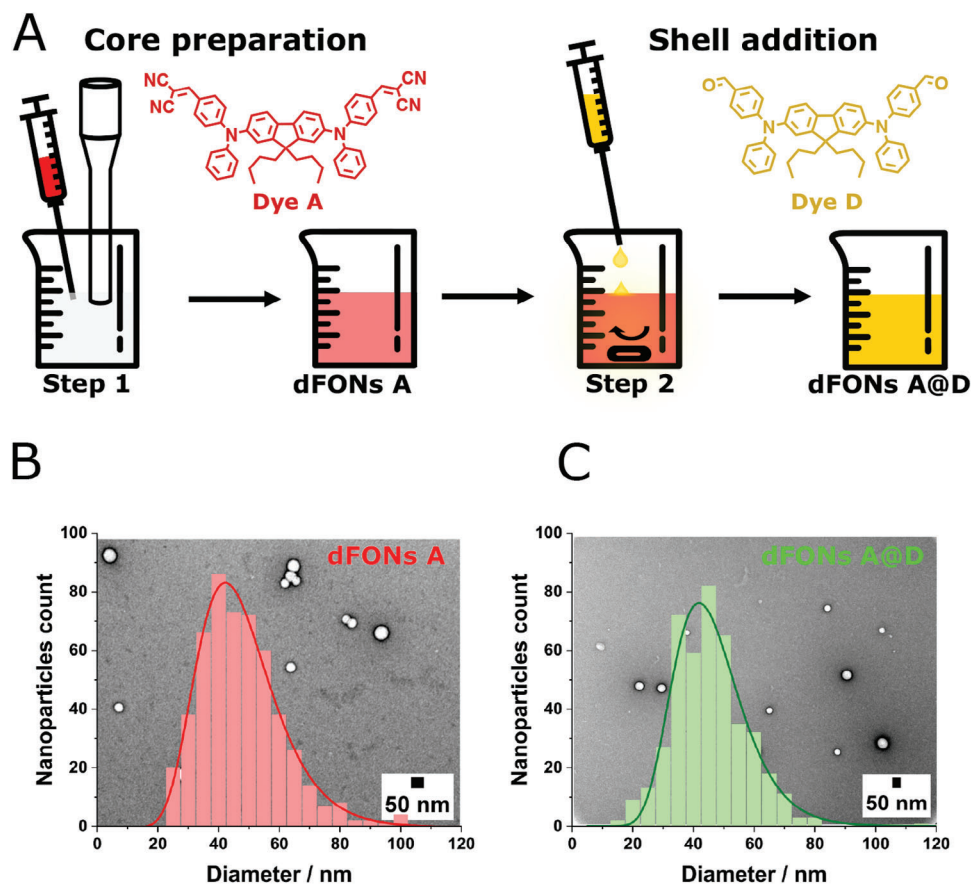 A
Core preparation
Shell addition
NC
NC
CN
CN
N
N
Dye A
O
O
N
N
Dye D
Step 1
dFONs A
Step 2
dFONs A@D
B
C
dFONs A
Nanoparticles count
100
80
60
40
20
0
0
20
40
60
80
100
120
Diameter / nm
50 nm
dFONs A@D
Nanoparticles count
100
80
60
40
20
0
0
20
40
60
80
100
120
Diameter / nm
50 nm